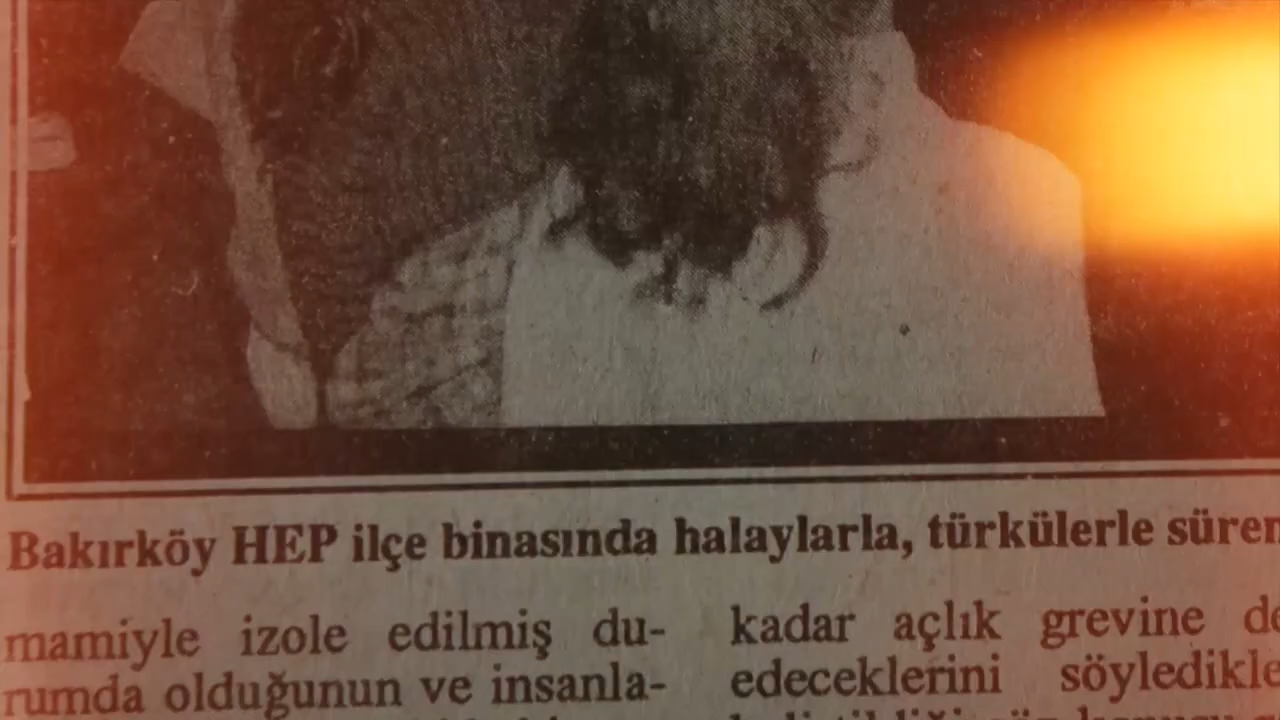 Bakırköy HEP ilçe binasında halaylarla, türkülerle süren
mamiyle izole edilmiş du-
rumda olduğunun ve insanla-
kadar açlık grevine de
edeceklerini söyledikle